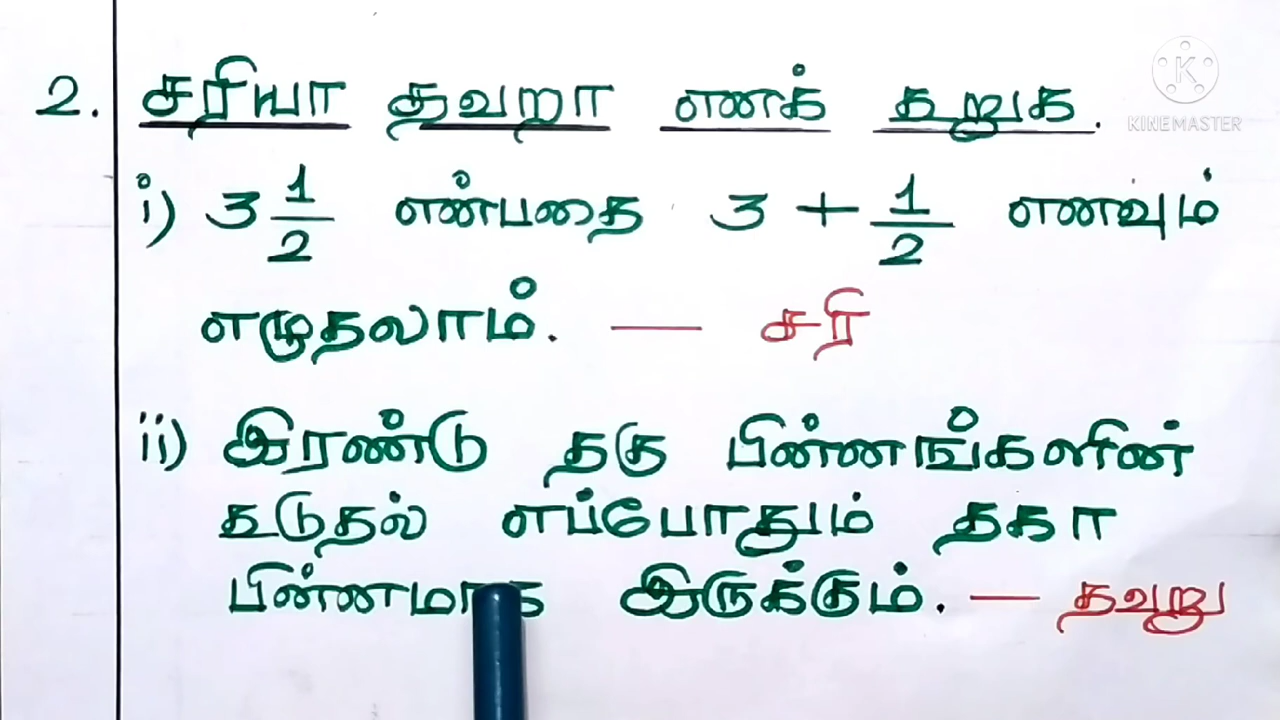 2. சரியா தவறா எனக் கூறுக.
K
KINEMASTER
i) 3 1/2 என்பதை 3 + 1/2 எனவும்
எழுதலாம். — சரி
ii) இரண்டு தகு பின்னங்களின்
கூடுதல் எப்போதும் தகா
பின்னமாக இருக்கும். — தவறு